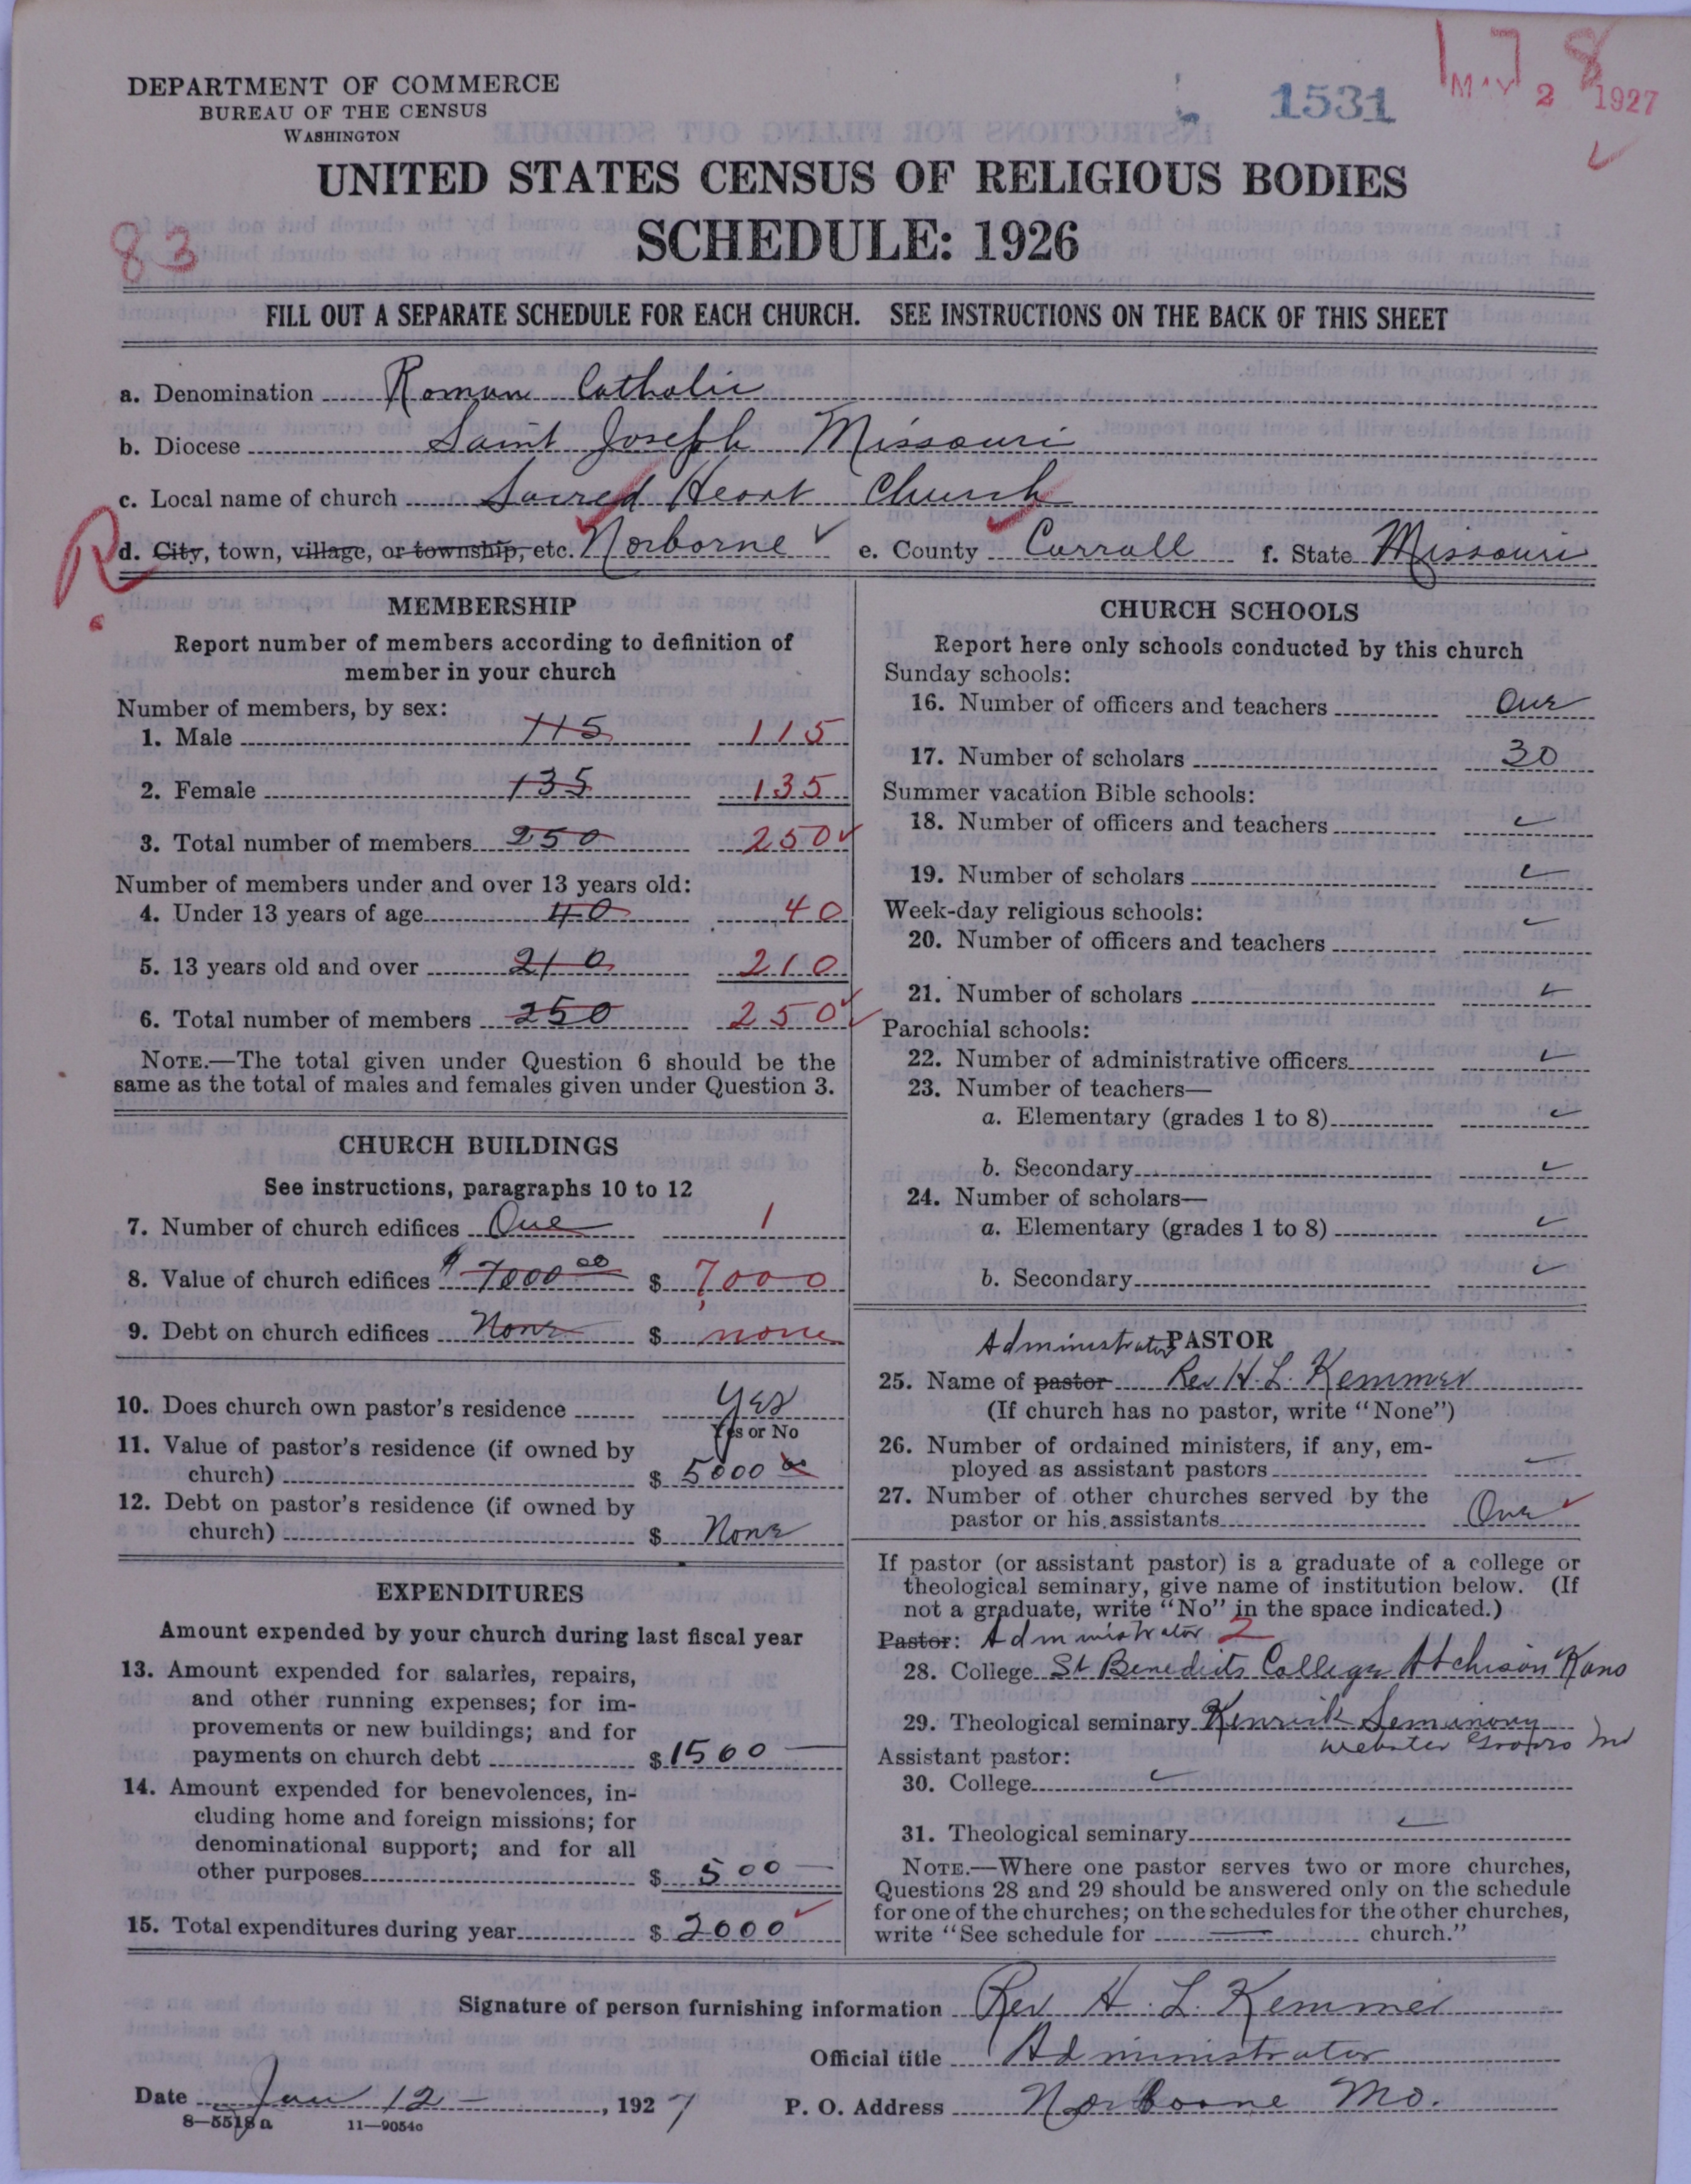 DEPARTMENT OF COMMERCE
BUREAU OF THE CENSUS
WASHINGTON
1531
178
MAY 2 1927
UNITED STATES CENSUS OF RELIGIOUS BODIES
SCHEDULE: 1926
83
FILL OUT A SEPARATE SCHEDULE FOR EACH CHURCH. SEE INSTRUCTIONS ON THE BACK OF THIS SHEET
a. Denomination Roman Catholic
b. Diocese Saint Joseph Missouri
c. Local name of church Sacred Heart Church
R
d. City, town, village, or township, etc. Norborne e. County Carroll f. State Missouri
MEMBERSHIP
Report number of members according to definition of
member in your church
Number of members, by sex:
1. Male 115 115
2. Female 135 135
3. Total number of members 250 250
Number of members under and over 13 years old:
4. Under 13 years of age 40 40
5. 13 years old and over 210 210
6. Total number of members 250 250
NOTE.—The total given under Question 6 should be the
same as the total of males and females given under Question 3.
CHURCH BUILDINGS
See instructions, paragraphs 10 to 12
7. Number of church edifices One 1
8. Value of church edifices $7000 00 $ 7,000
9. Debt on church edifices None $ none
10. Does church own pastor's residence Yes
Yes or No
11. Value of pastor's residence (if owned by
church) $ 5000 00
12. Debt on pastor's residence (if owned by
church) $ None
EXPENDITURES
Amount expended by your church during last fiscal year
13. Amount expended for salaries, repairs,
and other running expenses; for im-
provements or new buildings; and for
payments on church debt $ 1500
14. Amount expended for benevolences, in-
cluding home and foreign missions; for
denominational support; and for all
other purposes $ 500
15. Total expenditures during year $ 2000
CHURCH SCHOOLS
Report here only schools conducted by this church
Sunday schools:
16. Number of officers and teachers One
17. Number of scholars 30
Summer vacation Bible schools:
18. Number of officers and teachers
19. Number of scholars
Week-day religious schools:
20. Number of officers and teachers
21. Number of scholars
Parochial schools:
22. Number of administrative officers
23. Number of teachers—
a. Elementary (grades 1 to 8)
b. Secondary
24. Number of scholars—
a. Elementary (grades 1 to 8)
b. Secondary
Administrator PASTOR
25. Name of pastor Rev H. L. Kemmer
(If church has no pastor, write "None")
26. Number of ordained ministers, if any, em-
ployed as assistant pastors
27. Number of other churches served by the
pastor or his assistants One
If pastor (or assistant pastor) is a graduate of a college or
theological seminary, give name of institution below. (If
not a graduate, write "No" in the space indicated.)
Pastor: Administrator 2
28. College St Benedicts College Atchison Kans
29. Theological seminary Kenrick Seminary
Webster Groves Mo
Assistant pastor:
30. College
31. Theological seminary
NOTE.—Where one pastor serves two or more churches,
Questions 28 and 29 should be answered only on the schedule
for one of the churches; on the schedules for the other churches,
write "See schedule for church."
Signature of person furnishing information Rev H. L. Kemmer
Official title Administrator
Date Jan 12, 1927 P. O. Address Norborne Mo.
8—5518a 11—9054c